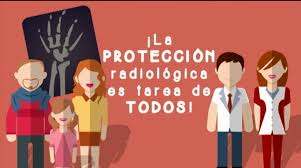 ¡La
PROTECCIÓN
radiológica
es tarea de
TODOS!